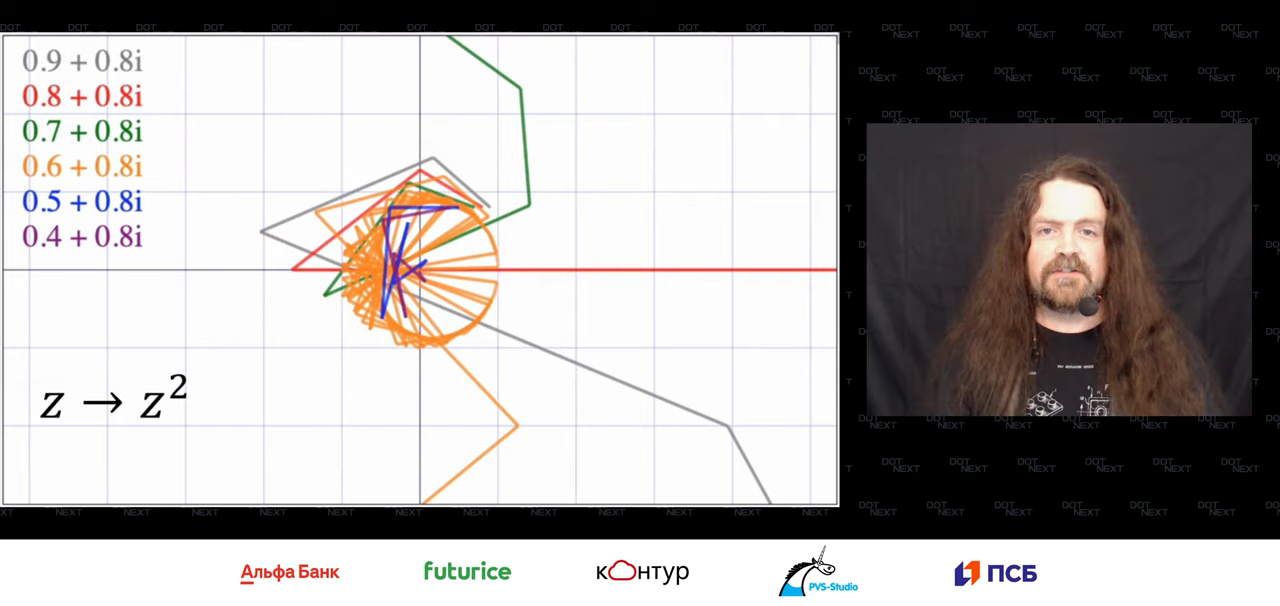 0.9 + 0.8i
0.8 + 0.8i
0.7 + 0.8i
0.6 + 0.8i
0.5 + 0.8i
0.4 + 0.8i
z → z²
DOT NEXT
Альфа Банк
futurice
контур
PVS-Studio
ПСБ